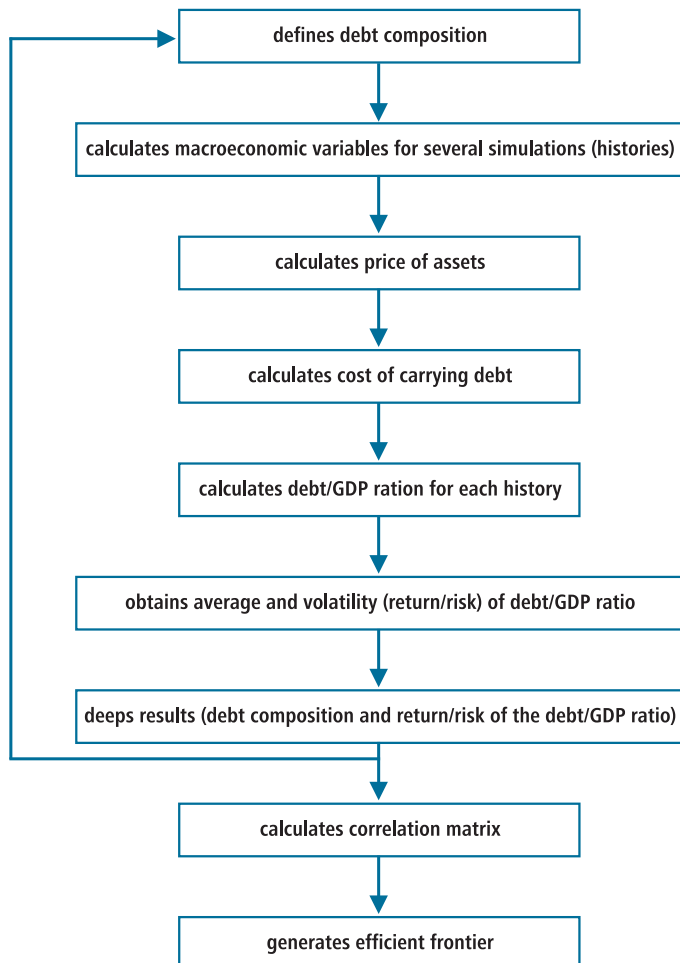 defines debt composition
calculates macroeconomic variables for several simulations (histories)
calculates price of assets
calculates cost of carrying debt
calculates debt/GDP ration for each history
obtains average and volatility (return/risk) of debt/GDP ratio
deeps results (debt composition and return/risk of the debt/GDP ratio)
calculates correlation matrix
generates efficient frontier